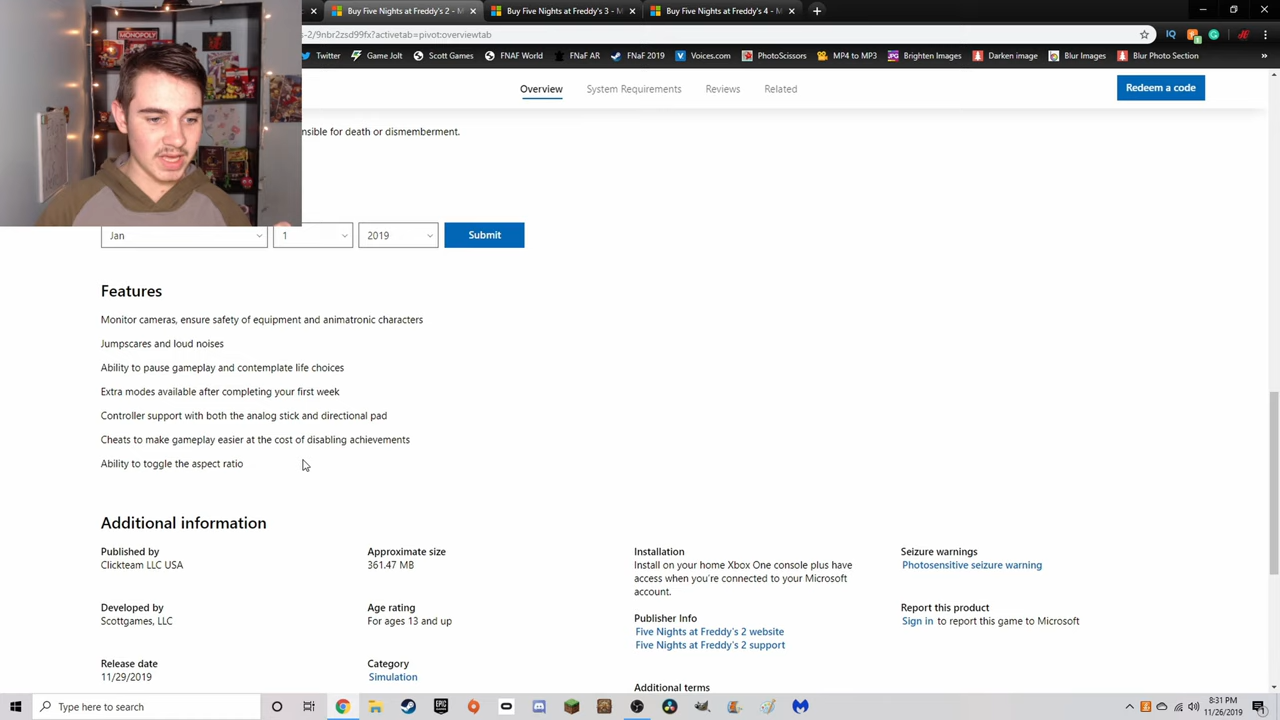 Buy Five Nights at Freddy's 2 - M
Buy Five Nights at Freddy's 3 - M
Buy Five Nights at Freddy's 4 - M
s-2/9nbr2zsd99fx?activetab=pivot:overviewtab
Twitter Game Jolt Scott Games FNAF World FNAF AR FNAF 2019 Voices.com PhotoScissors MP4 to MP3 Brighten Images Darken image Blur Images Blur Photo Section
MONOPOLY
Overview System Requirements Reviews Related Redeem a code
nsible for death or dismemberment.
Jan 1 2019 Submit
Features
Monitor cameras, ensure safety of equipment and animatronic characters
Jumpscares and loud noises
Ability to pause gameplay and contemplate life choices
Extra modes available after completing your first week
Controller support with both the analog stick and directional pad
Cheats to make gameplay easier at the cost of disabling achievements
Ability to toggle the aspect ratio
Additional information
Published by
Clickteam LLC USA
Developed by
Scottgames, LLC
Release date
11/29/2019
Approximate size
361.47 MB
Age rating
For ages 13 and up
Category
Simulation
Installation
Install on your home Xbox One console plus have
access when you're connected to your Microsoft
account.
Publisher Info
Five Nights at Freddy's 2 website
Five Nights at Freddy's 2 support
Additional terms
Seizure warnings
Photosensitive seizure warning
Report this product
Sign in to report this game to Microsoft
Type here to search
8:31 PM
11/26/2019